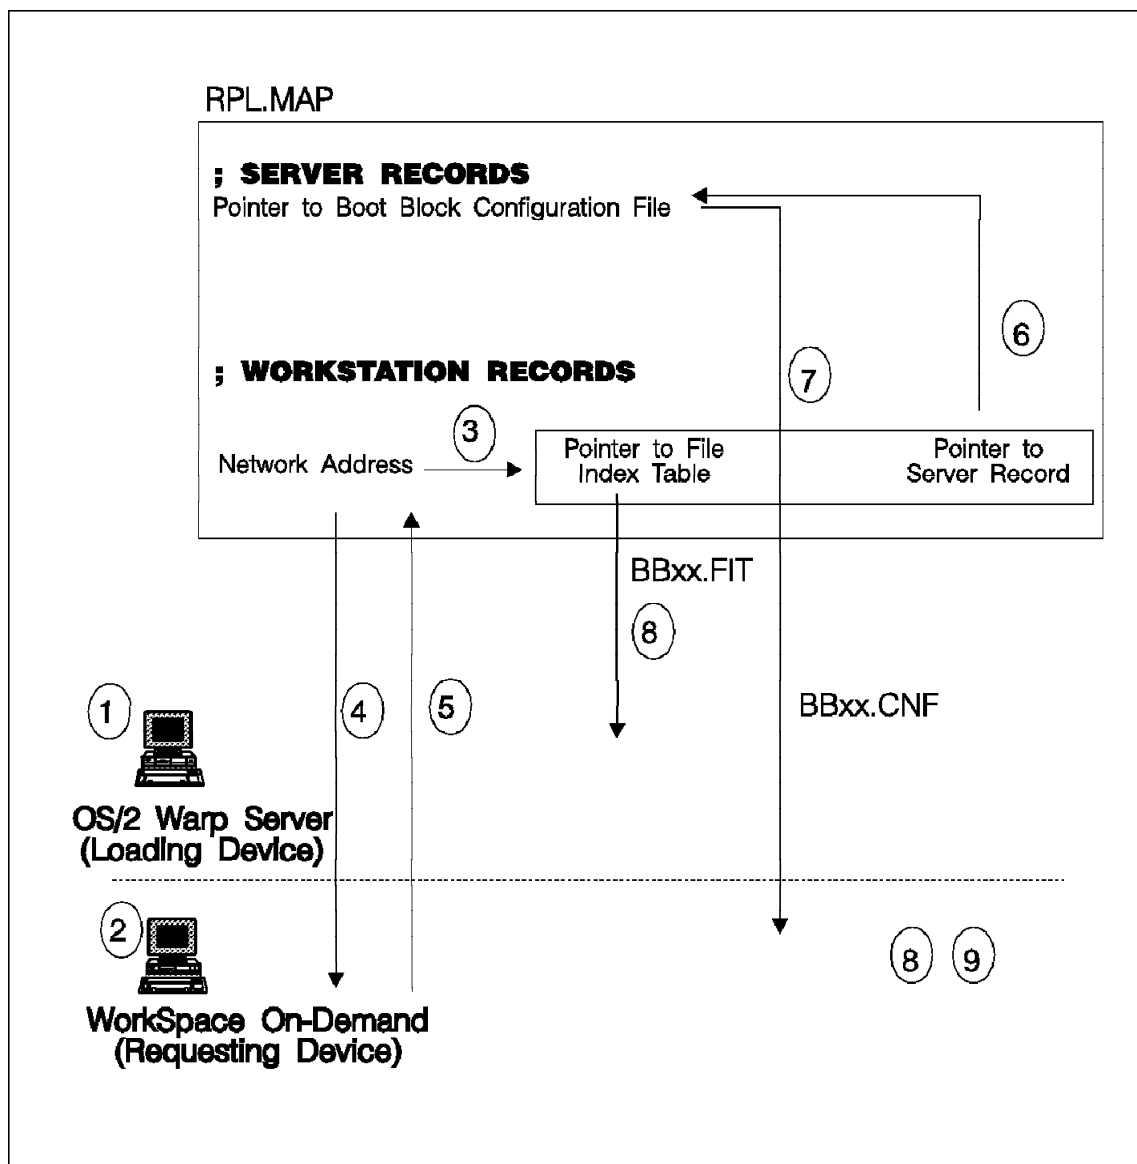 RPL.MAP
; SERVER RECORDS
Pointer to Boot Block Configuration File
6
; WORKSTATION RECORDS
7
3
Network Address
Pointer to File
Index Table
Pointer to
Server Record
BBxx.FIT
8
1
4
5
BBxx.CNF
OS/2 Warp Server
(Loading Device)
2
8
9
WorkSpace On-Demand
(Requesting Device)